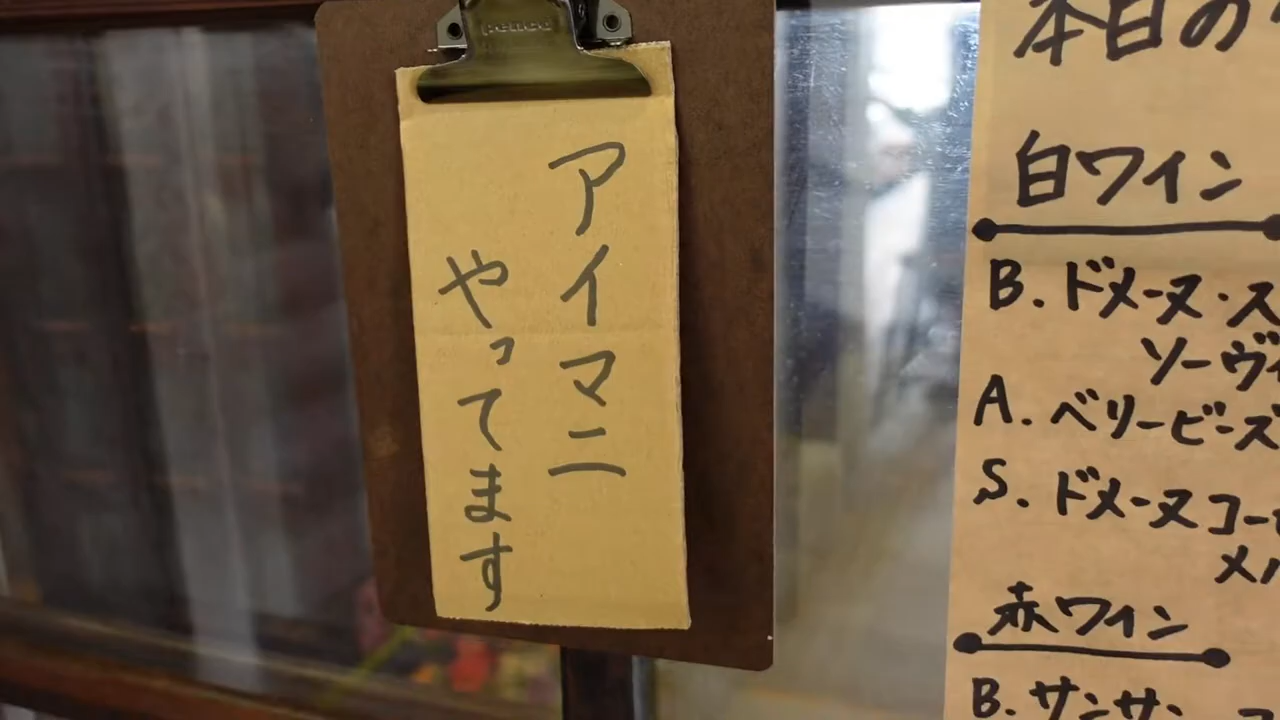 アイマニ
やってます
本日の
白ワイン
B. ドメーヌ・ス
ソーヴィ
A. ベリービーズ
S. ドメーヌコー
メル
赤ワイン
B. サンサン